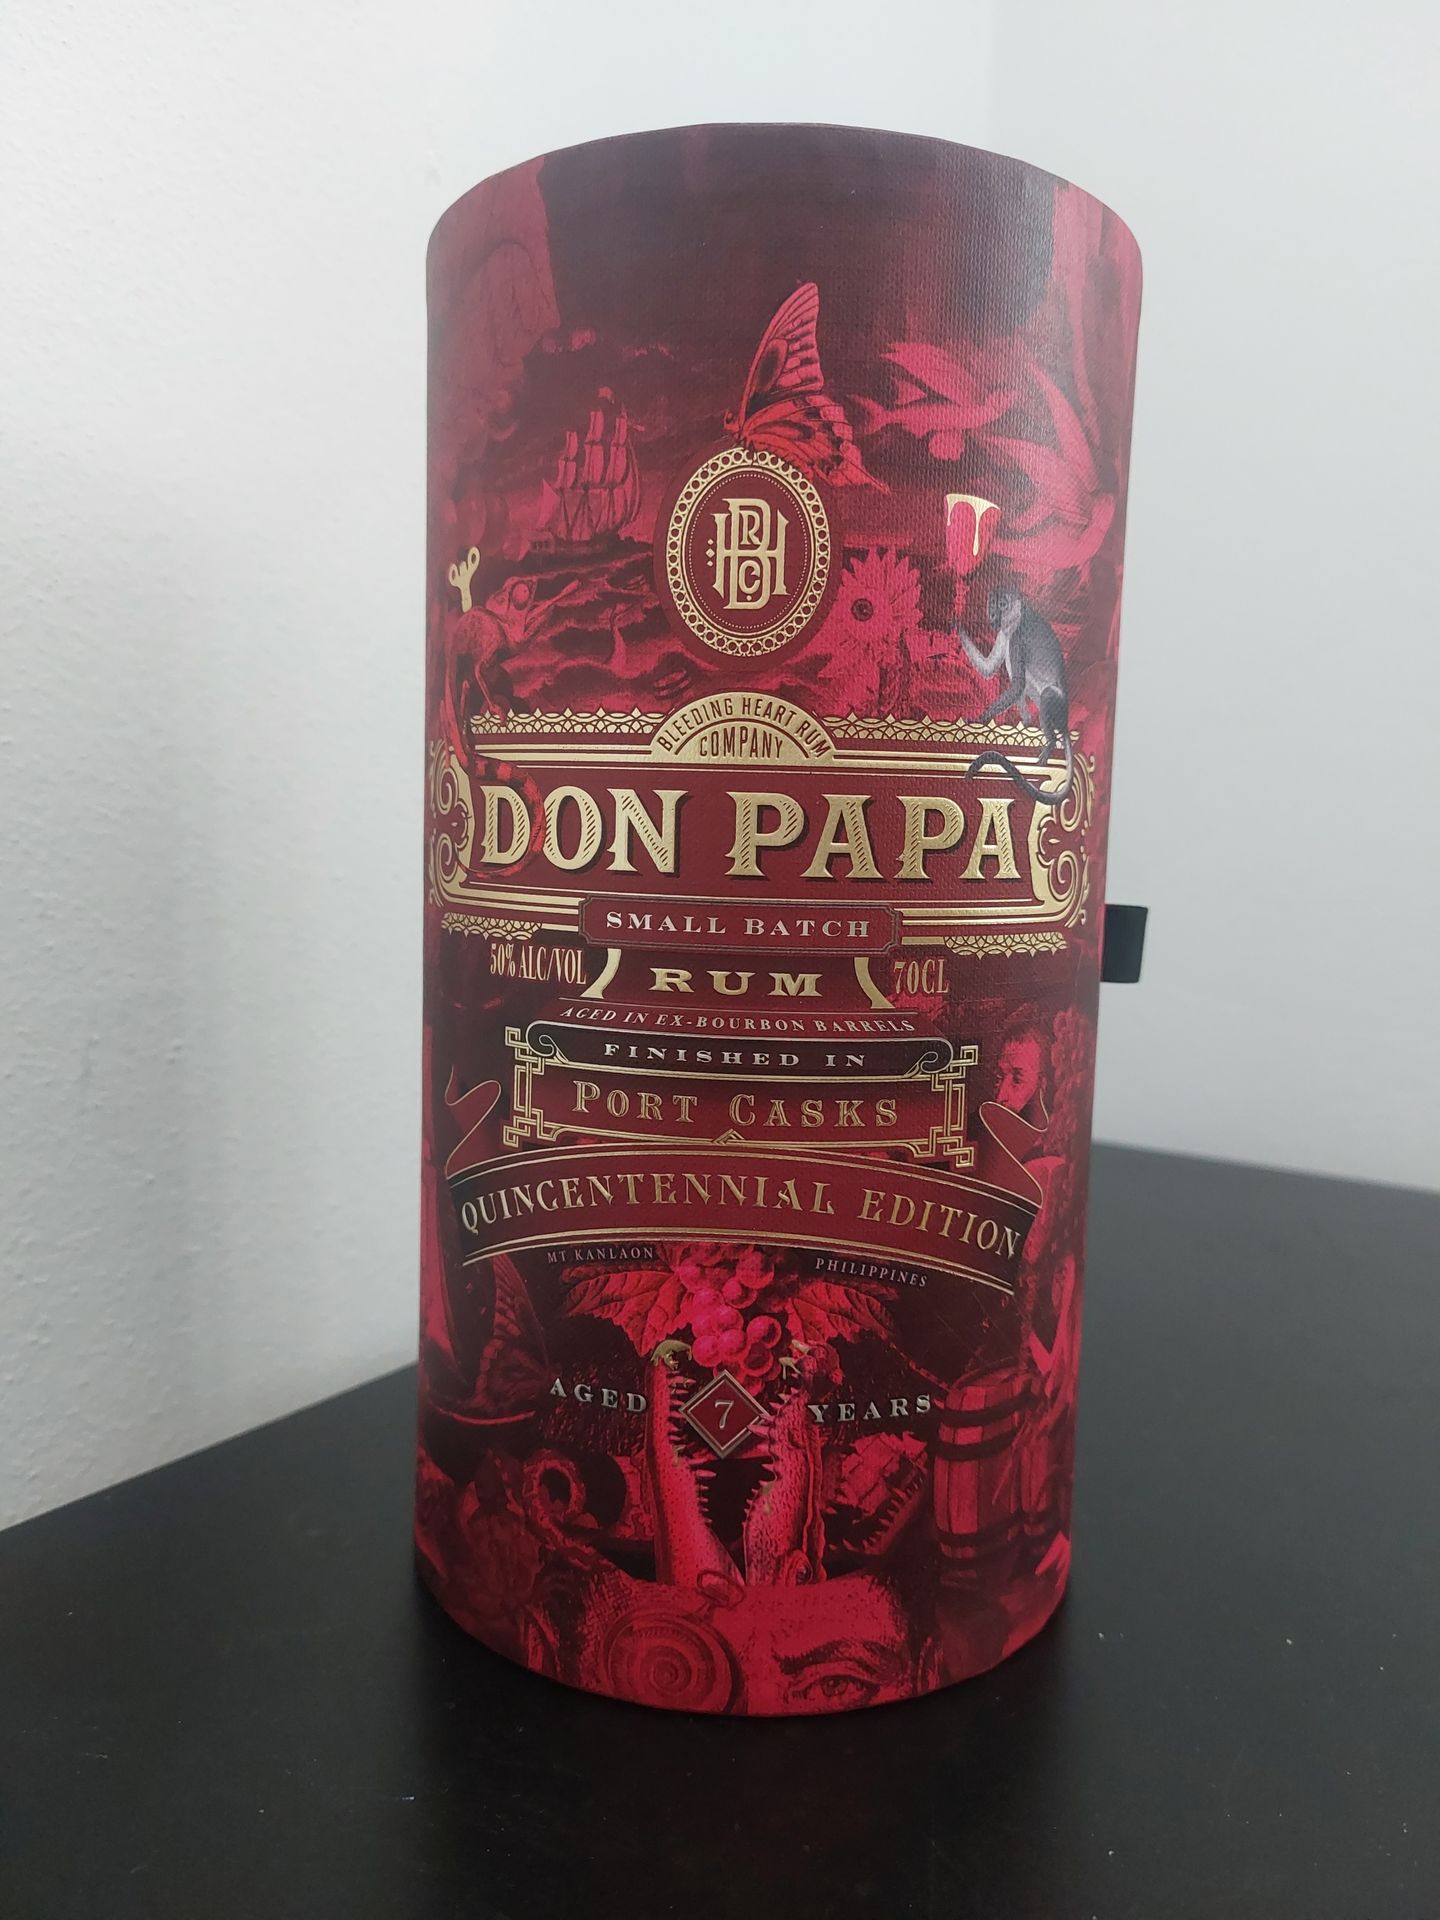 BHRDC
BLEEDING HEART RUM
COMPANY
DON PAPA
SMALL BATCH
50% ALC/VOL RUM 70CL
AGED IN EX-BOURBON BARRELS
FINISHED IN
PORT CASKS
QUINCENTENNIAL EDITION
MT KANLAON PHILIPPINES
AGED 7 YEARS